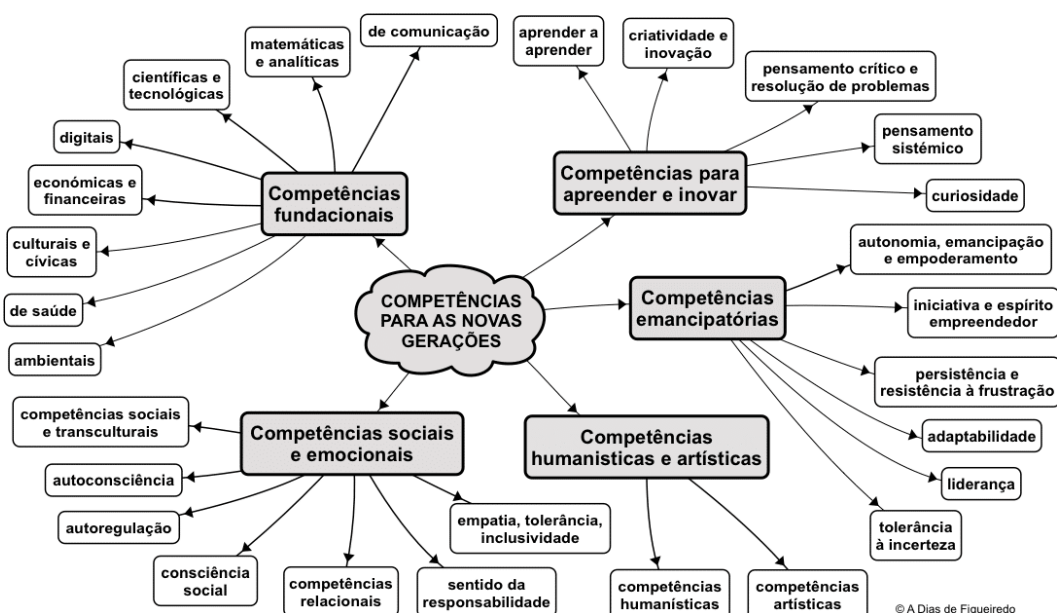 de comunicação
matemáticas
e analíticas
científicas e
tecnológicas
digitais
económicas e
financeiras
culturais e
cívicas
de saúde
ambientais
Competências
fundacionais
aprender a
aprender
criatividade e
inovação
pensamento crítico e
resolução de problemas
pensamento
sistémico
curiosidade
Competências para
apreender e inovar
COMPETÊNCIAS
PARA AS NOVAS
GERAÇÕES
Competências
emancipatórias
autonomia, emancipação
e empoderamento
iniciativa e espírito
empreendedor
persistência e
resistência à frustração
adaptabilidade
liderança
tolerância
à incerteza
Competências sociais
e emocionais
competências sociais
e transculturais
autoconsciência
autoregulação
consciência
social
competências
relacionais
sentido da
responsabilidade
empatia, tolerância,
inclusividade
Competências
humanisticas e artísticas
competências
humanísticas
competências
artísticas
© A Dias de Figueiredo